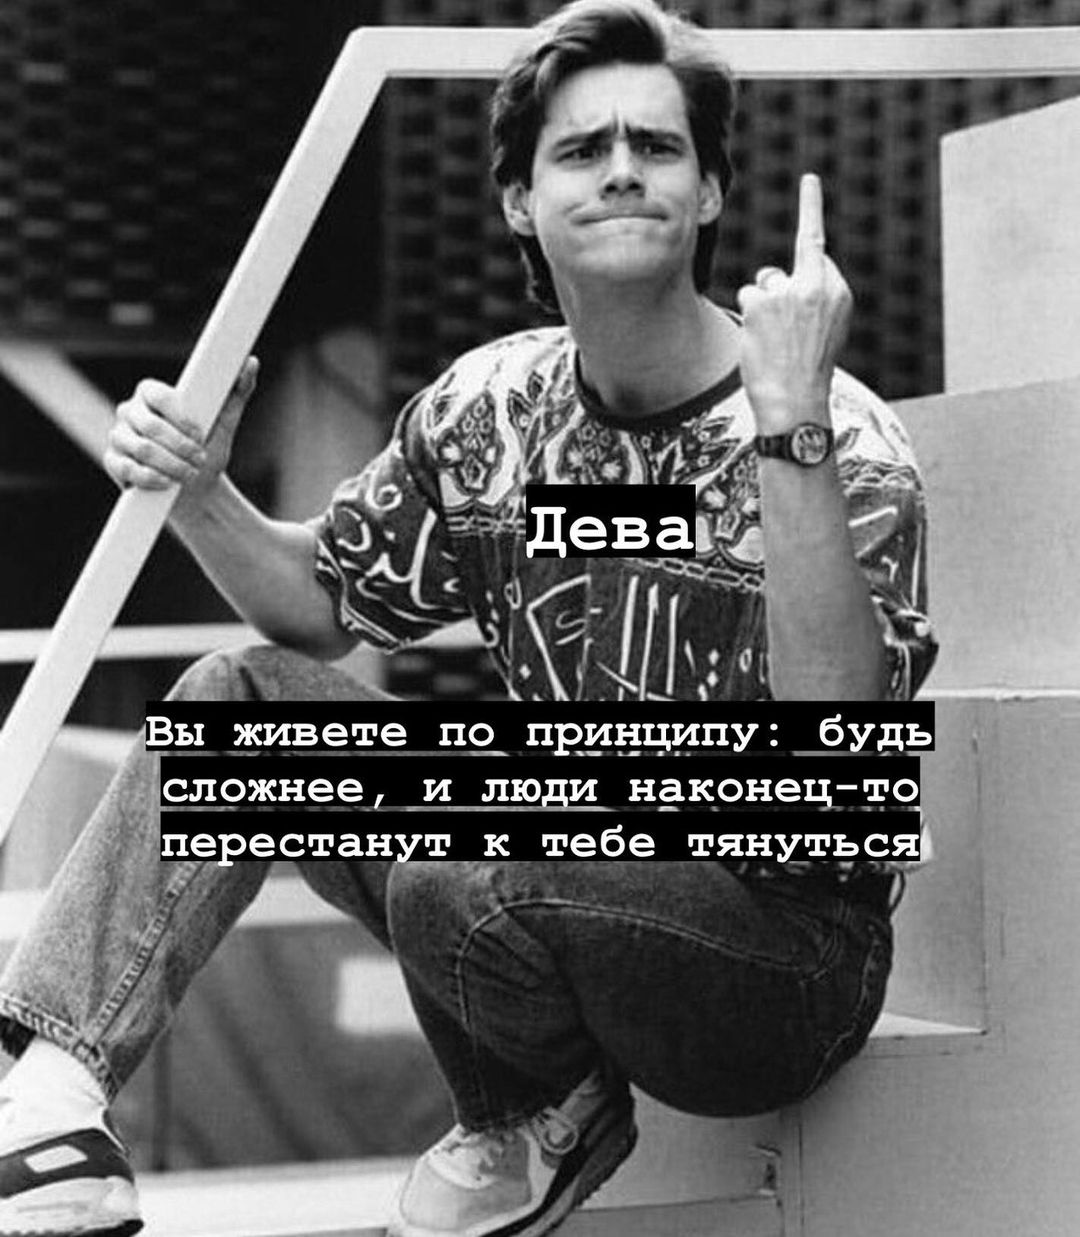 Дева
Вы живете по принципу: будь
сложнее, и люди наконец-то
перестанут к тебе тянуться